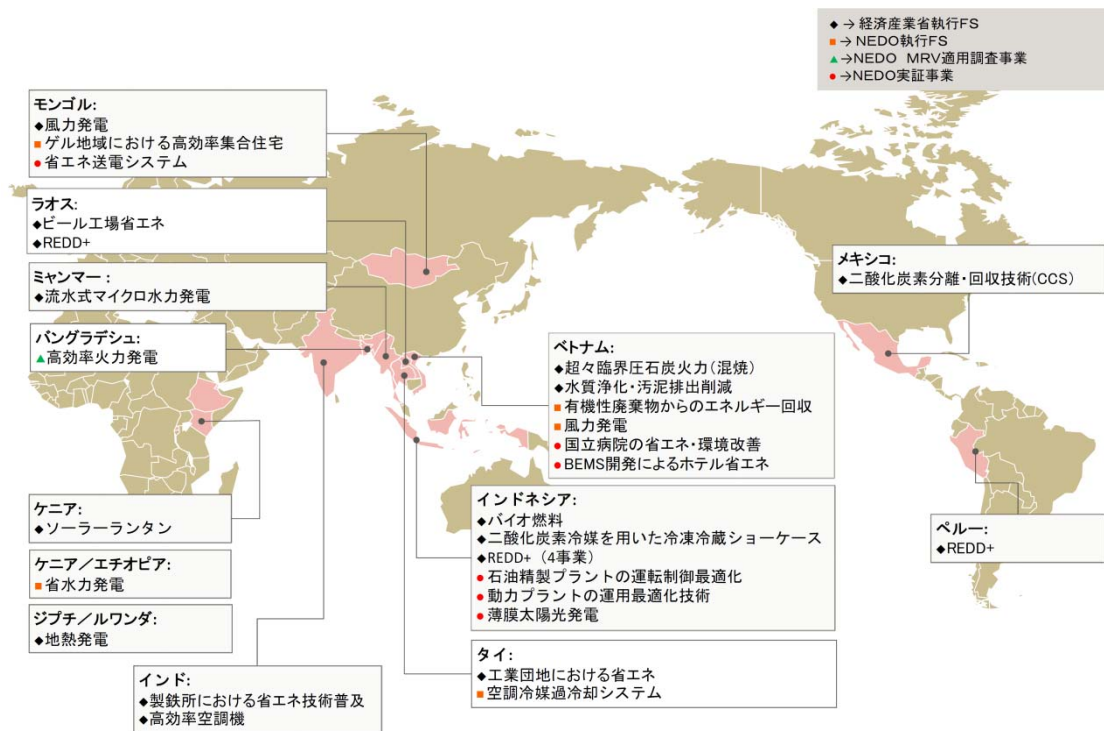 ◆→経済産業省執行FS
■→NEDO執行FS
▲→NEDO MRV適用調査事業
●→NEDO実証事業
モンゴル:
◆風力発電
■ゲル地域における高効率集合住宅
●省エネ送電システム
ラオス:
◆ビール工場省エネ
◆REDD+
ミャンマー:
◆流水式マイクロ水力発電
バングラデシュ:
▲高効率火力発電
ケニア:
◆ソーラーランタン
ケニア/エチオピア:
■省水力発電
ジプチ/ルワンダ:
◆地熱発電
インド:
◆製鉄所における省エネ技術普及
◆高効率空調機
ベトナム:
◆超々臨界圧石炭火力(混焼)
◆水質浄化・汚泥排出削減
■有機性廃棄物からのエネルギー回収
■風力発電
●国立病院の省エネ・環境改善
●BEMS開発によるホテル省エネ
インドネシア:
◆バイオ燃料
◆二酸化炭素冷媒を用いた冷凍冷蔵ショーケース
◆REDD+(4事業)
●石油精製プラントの運転制御最適化
●動力プラントの運用最適化技術
●薄膜太陽光発電
タイ:
◆工業団地における省エネ
■空調冷媒過冷却システム
メキシコ:
◆二酸化炭素分離・回収技術(CCS)
ペルー:
◆REDD+